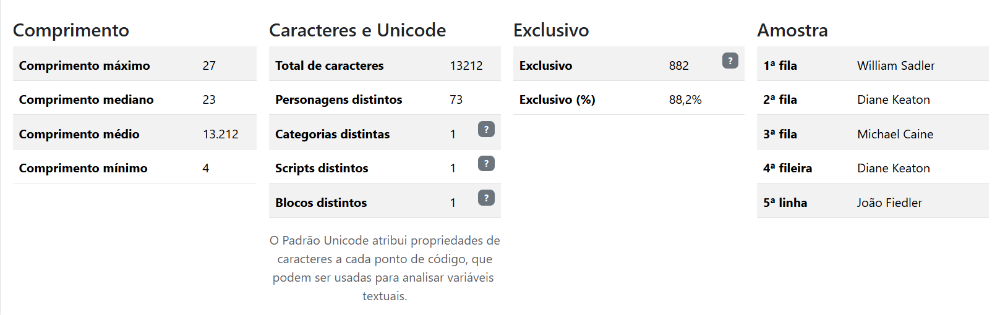 Comprimento
Comprimento máximo 27
Comprimento mediano 23
Comprimento médio 13.212
Comprimento mínimo 4
Caracteres e Unicode
Total de caracteres 13212
Personagens distintos 73
Categorias distintas 1 ?
Scripts distintos 1 ?
Blocos distintos 1 ?
O Padrão Unicode atribui propriedades de
caracteres a cada ponto de código, que
podem ser usadas para analisar variáveis
textuais.
Exclusivo
Exclusivo 882 ?
Exclusivo (%) 88,2%
Amostra
1ª fila William Sadler
2ª fila Diane Keaton
3ª fila Michael Caine
4ª fileira Diane Keaton
5ª linha João Fiedler